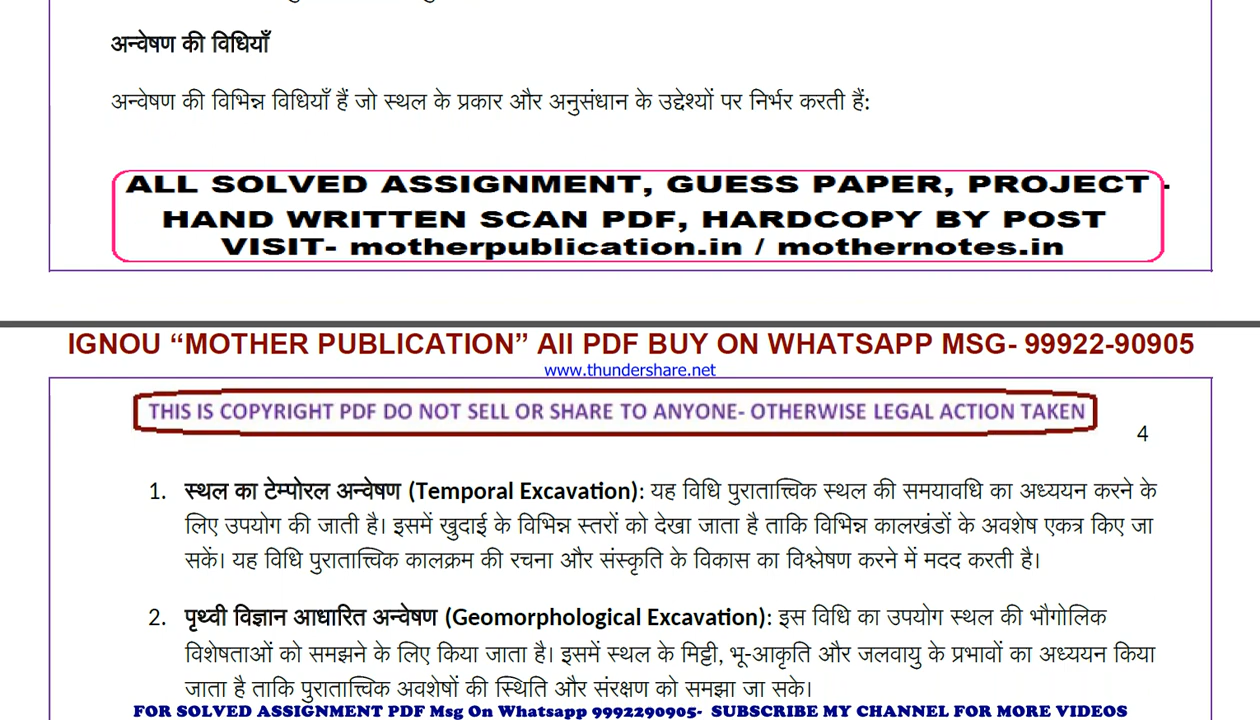 अन्वेषण की विधियाँ
अन्वेषण की विभिन्न विधियाँ हैं जो स्थल के प्रकार और अनुसंधान के उद्देश्यों पर निर्भर करती हैं:
ALL SOLVED ASSIGNMENT, GUESS PAPER, PROJECT -
HAND WRITTEN SCAN PDF, HARDCOPY BY POST
VISIT- motherpublication.in / mothernotes.in
IGNOU “MOTHER PUBLICATION” All PDF BUY ON WHATSAPP MSG- 99922-90905
www.thundershare.net
THIS IS COPYRIGHT PDF DO NOT SELL OR SHARE TO ANYONE- OTHERWISE LEGAL ACTION TAKEN
4
1. स्थल का टेम्पोरल अन्वेषण (Temporal Excavation): यह विधि पुरातात्त्विक स्थल की समयावधि का अध्ययन करने के
लिए उपयोग की जाती है। इसमें खुदाई के विभिन्न स्तरों को देखा जाता है ताकि विभिन्न कालखंडों के अवशेष एकत्र किए जा
सकें। यह विधि पुरातात्त्विक कालक्रम की रचना और संस्कृति के विकास का विश्लेषण करने में मदद करती है।
2. पृथ्वी विज्ञान आधारित अन्वेषण (Geomorphological Excavation): इस विधि का उपयोग स्थल की भौगोलिक
विशेषताओं को समझने के लिए किया जाता है। इसमें स्थल के मिट्टी, भू-आकृति और जलवायु के प्रभावों का अध्ययन किया
जाता है ताकि पुरातात्त्विक अवशेषों की स्थिति और संरक्षण को समझा जा सके।
FOR SOLVED ASSIGNMENT PDF Msg On Whatsapp 9992290905- SUBSCRIBE MY CHANNEL FOR MORE VIDEOS